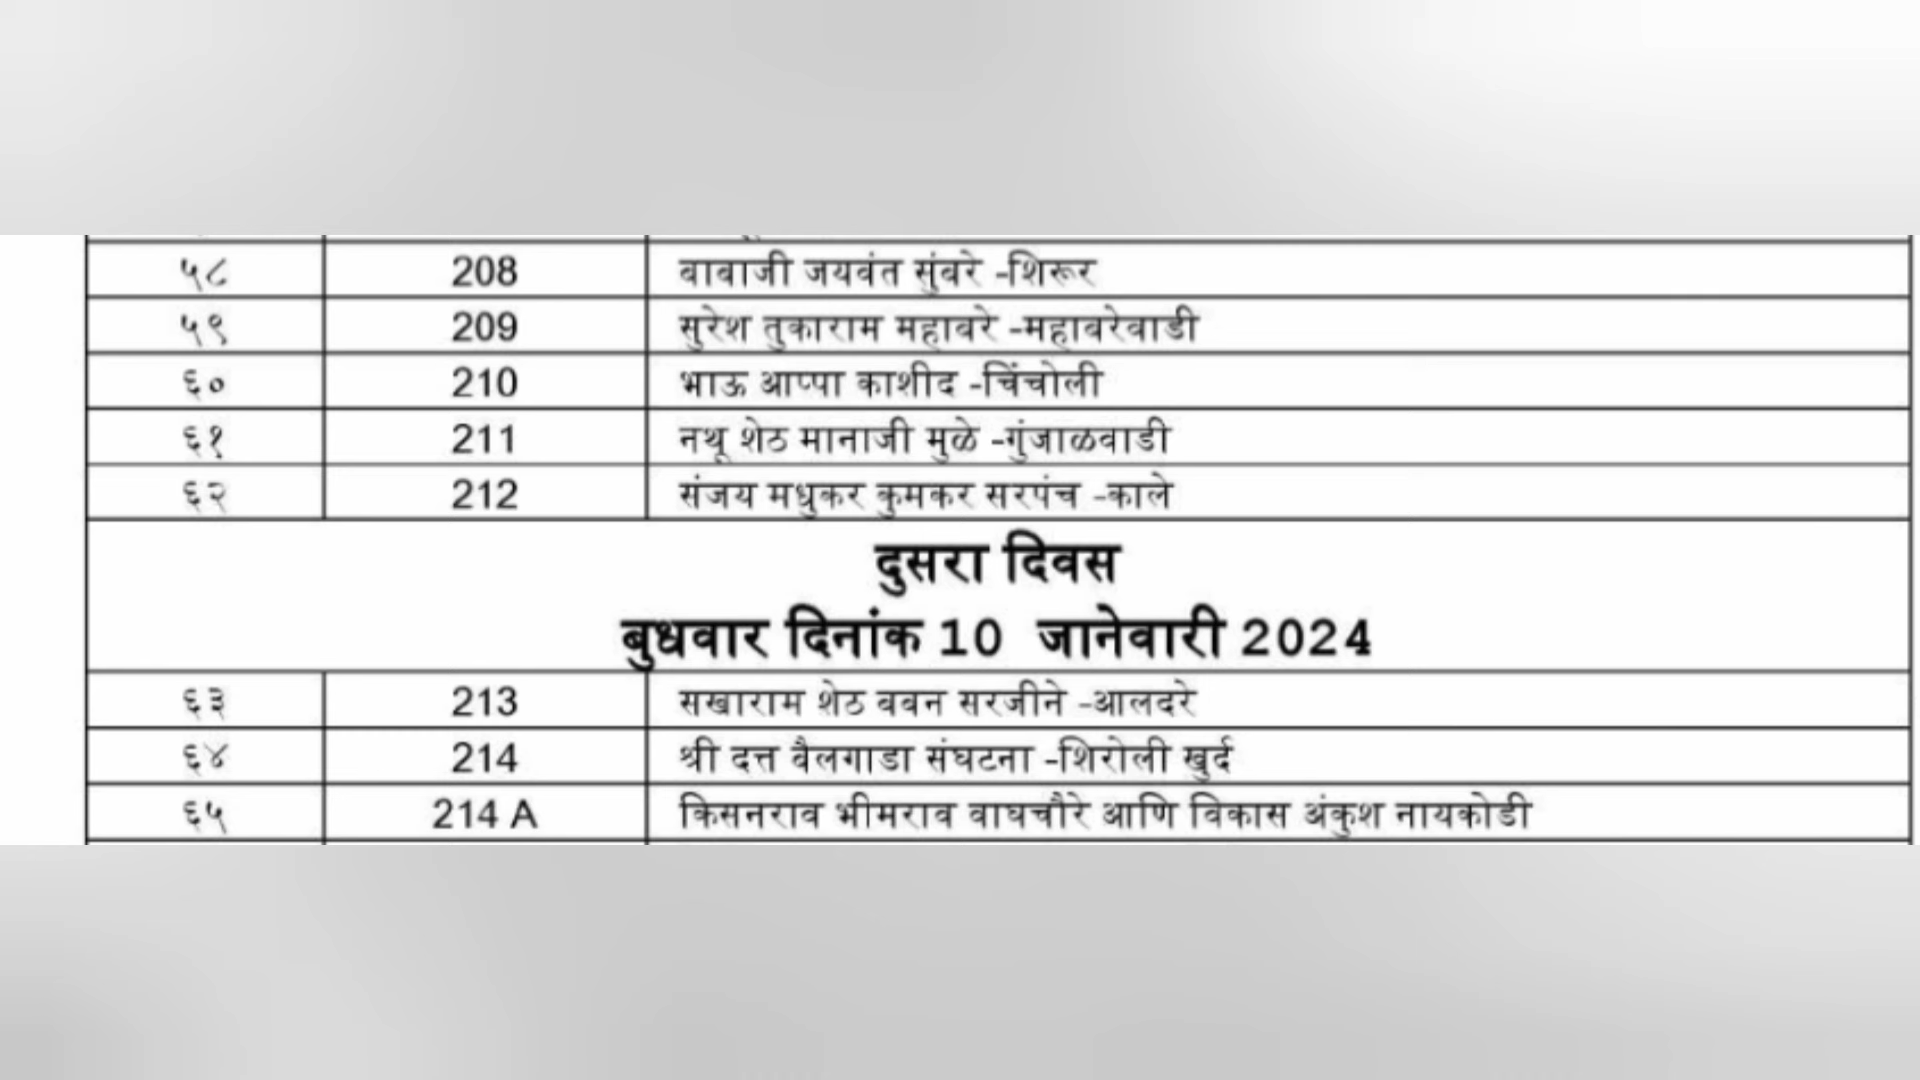 ५८ 208 बाबाजी जयवंत सुंबरे -शिरूर
५९ 209 सुरेश तुकाराम महाबरे -महाबरेवाडी
६० 210 भाऊ आप्पा काशीद -चिंचोली
६१ 211 नथू शेठ मानाजी मुळे -गुंजाळवाडी
६२ 212 संजय मधुकर कुमकर सरपंच -काले
दुसरा दिवस
बुधवार दिनांक 10 जानेवारी 2024
६३ 213 सखाराम शेठ बबन सरजीने -आलदरे
६४ 214 श्री दत्त बैलगाडा संघटना -शिरोली खुर्द
६५ 214 A किसनराव भीमराव वाघचौरे आणि विकास अंकुश नायकोडी